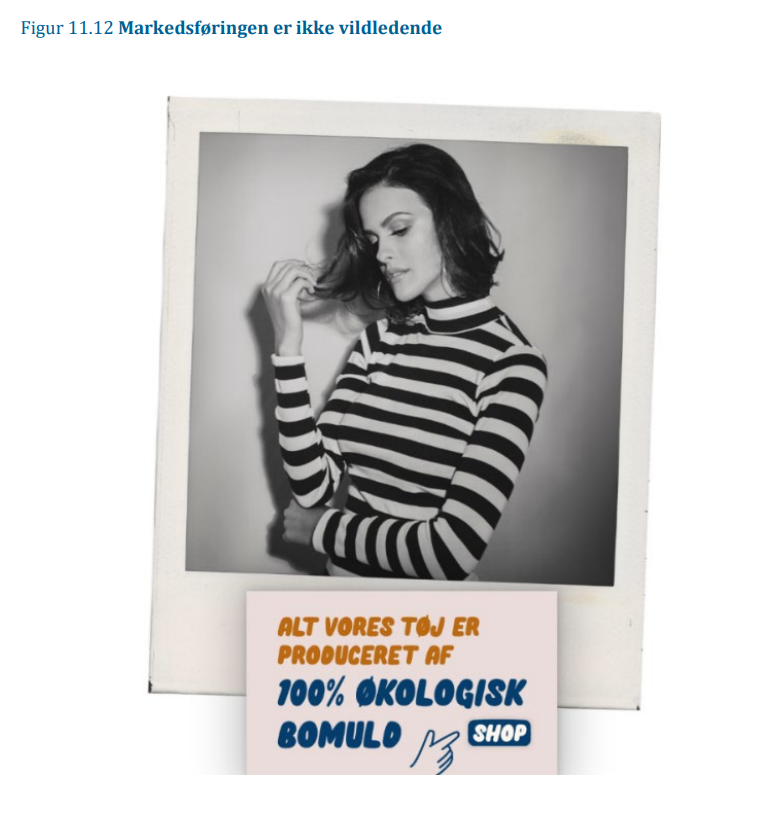 Figur 11.12 Markedsføringen er ikke vildledende
ALT VORES TØJ ER
PRODUCERET AF
100% ØKOLOGISK
BOMULD SHOP